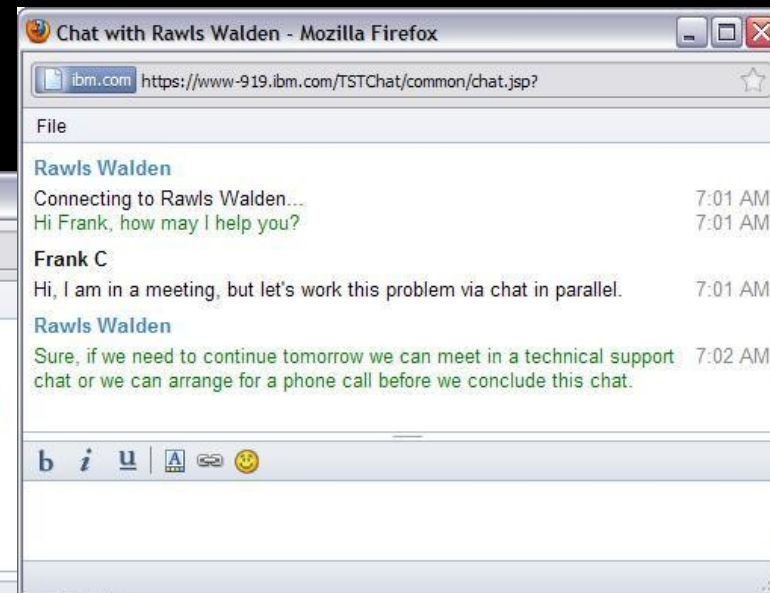 Chat with Rawls Walden - Mozilla Firefox
ibm.com https://www-919.ibm.com/TSTChat/common/chat.jsp?
File
Rawls Walden
Connecting to Rawls Walden... 7:01 AM
Hi Frank, how may I help you? 7:01 AM
Frank C
Hi, I am in a meeting, but let's work this problem via chat in parallel. 7:01 AM
Rawls Walden
Sure, if we need to continue tomorrow we can meet in a technical support 7:02 AM
chat or we can arrange for a phone call before we conclude this chat.
b i u A